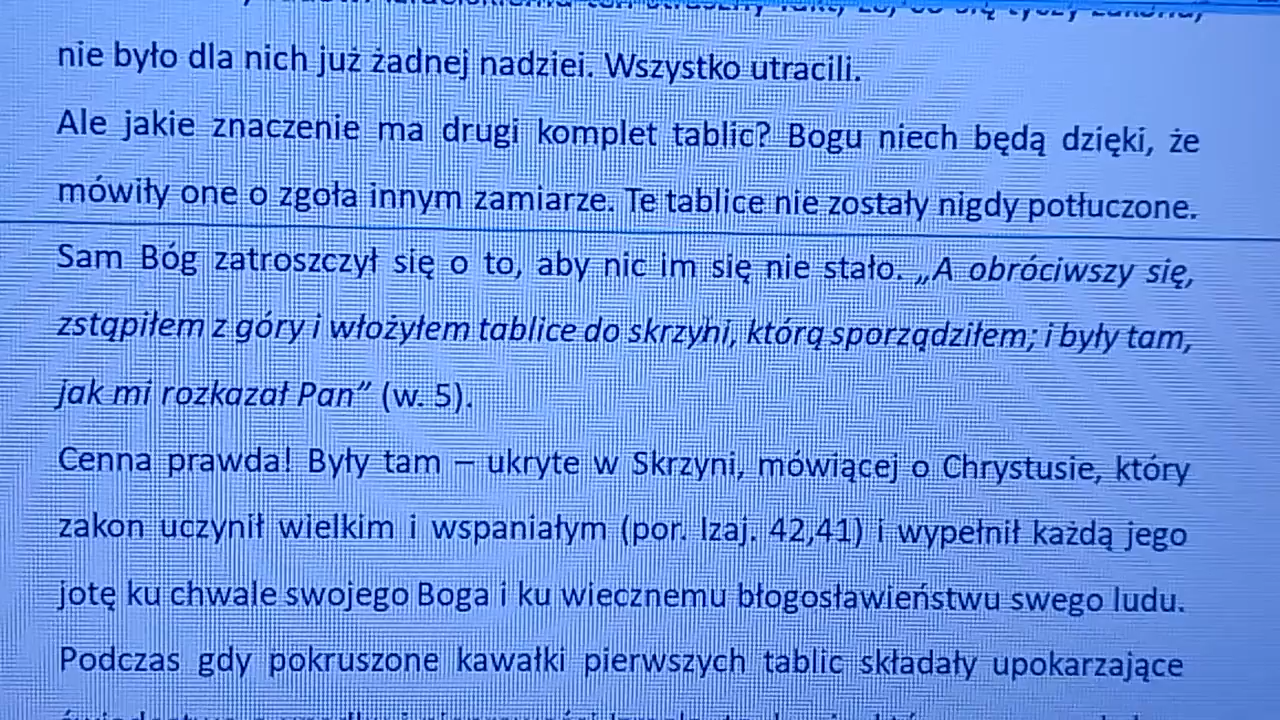 nie było dla nich już żadnej nadziei. Wszystko utracili.
Ale jakie znaczenie ma drugi komplet tablic? Bogu niech będą dzięki, że
mówiły one o zgoła innym zamiarze. Te tablice nie zostały nigdy potłuczone.
Sam Bóg zatroszczył się o to, aby nic im się nie stało. „A obróciwszy się,
zstąpiłem z góry i włożyłem tablice do skrzyni, którą sporządziłem; i były tam,
jak mi rozkazał Pan” (w. 5).
Cenna prawda! Były tam – ukryte w Skrzyni, mówiącej o Chrystusie, który
zakon uczynił wielkim i wspaniałym (por. Izaj. 42,41) i wypełnił każdą jego
jotę ku chwale swojego Boga i ku wiecznemu błogosławieństwu swego ludu.
Podczas gdy pokruszone kawałki pierwszych tablic składały upokarzające